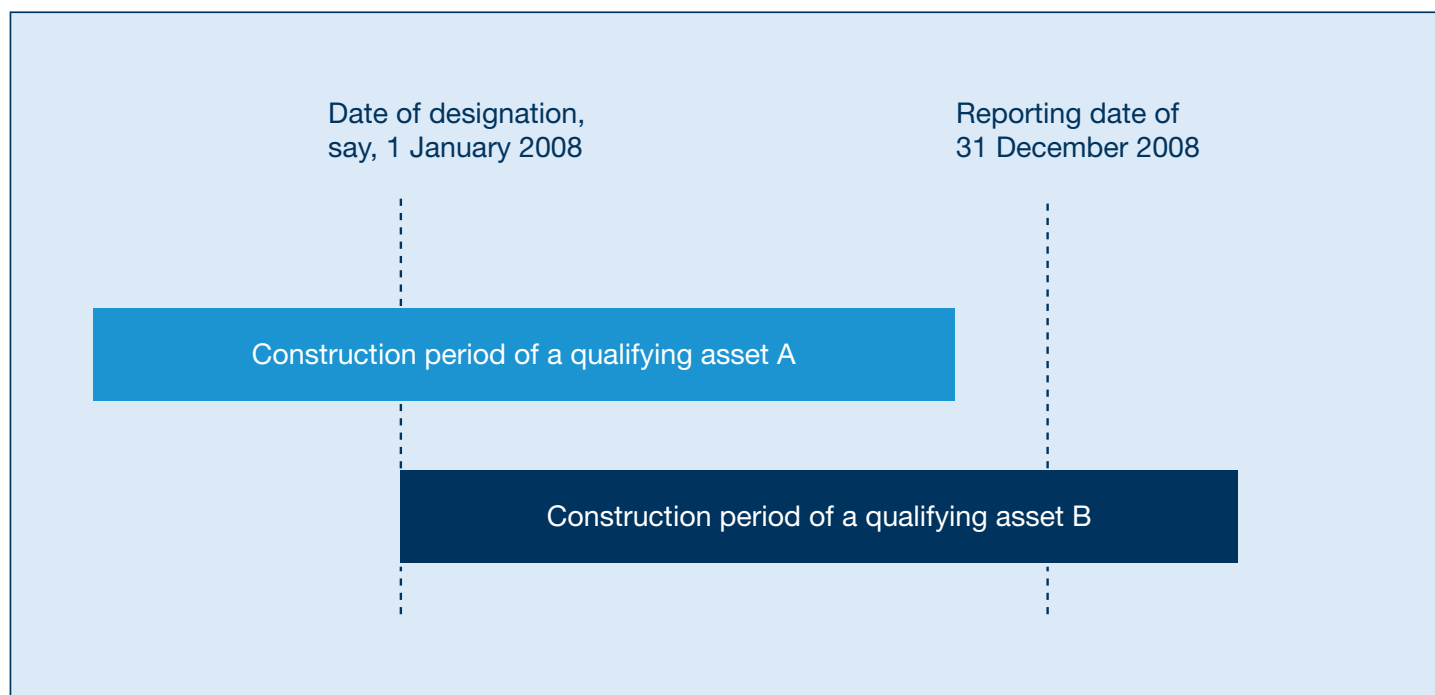 Date of designation,
say, 1 January 2008
Reporting date of
31 December 2008
Construction period of a qualifying asset A
Construction period of a qualifying asset B